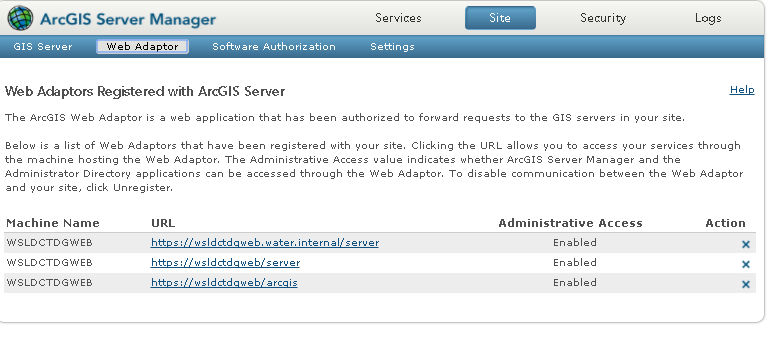 ArcGIS Server Manager
Services Site Security Logs
GIS Server Web Adaptor Software Authorization Settings
Web Adaptors Registered with ArcGIS Server Help
The ArcGIS Web Adaptor is a web application that has been authorized to forward requests to the GIS servers in your site.
Below is a list of Web Adaptors that have been registered with your site. Clicking the URL allows you to access your services through
the machine hosting the Web Adaptor. The Administrative Access value indicates whether ArcGIS Server Manager and the
Administrator Directory applications can be accessed through the Web Adaptor. To disable communication between the Web Adaptor
and your site, click Unregister.
Machine Name URL Administrative Access Action
WSLDCTDGWEB https://wsldctdgweb.water.internal/server Enabled
WSLDCTDGWEB https://wsldctdgweb/server Enabled
WSLDCTDGWEB https://wsldctdgweb/arcgis Enabled